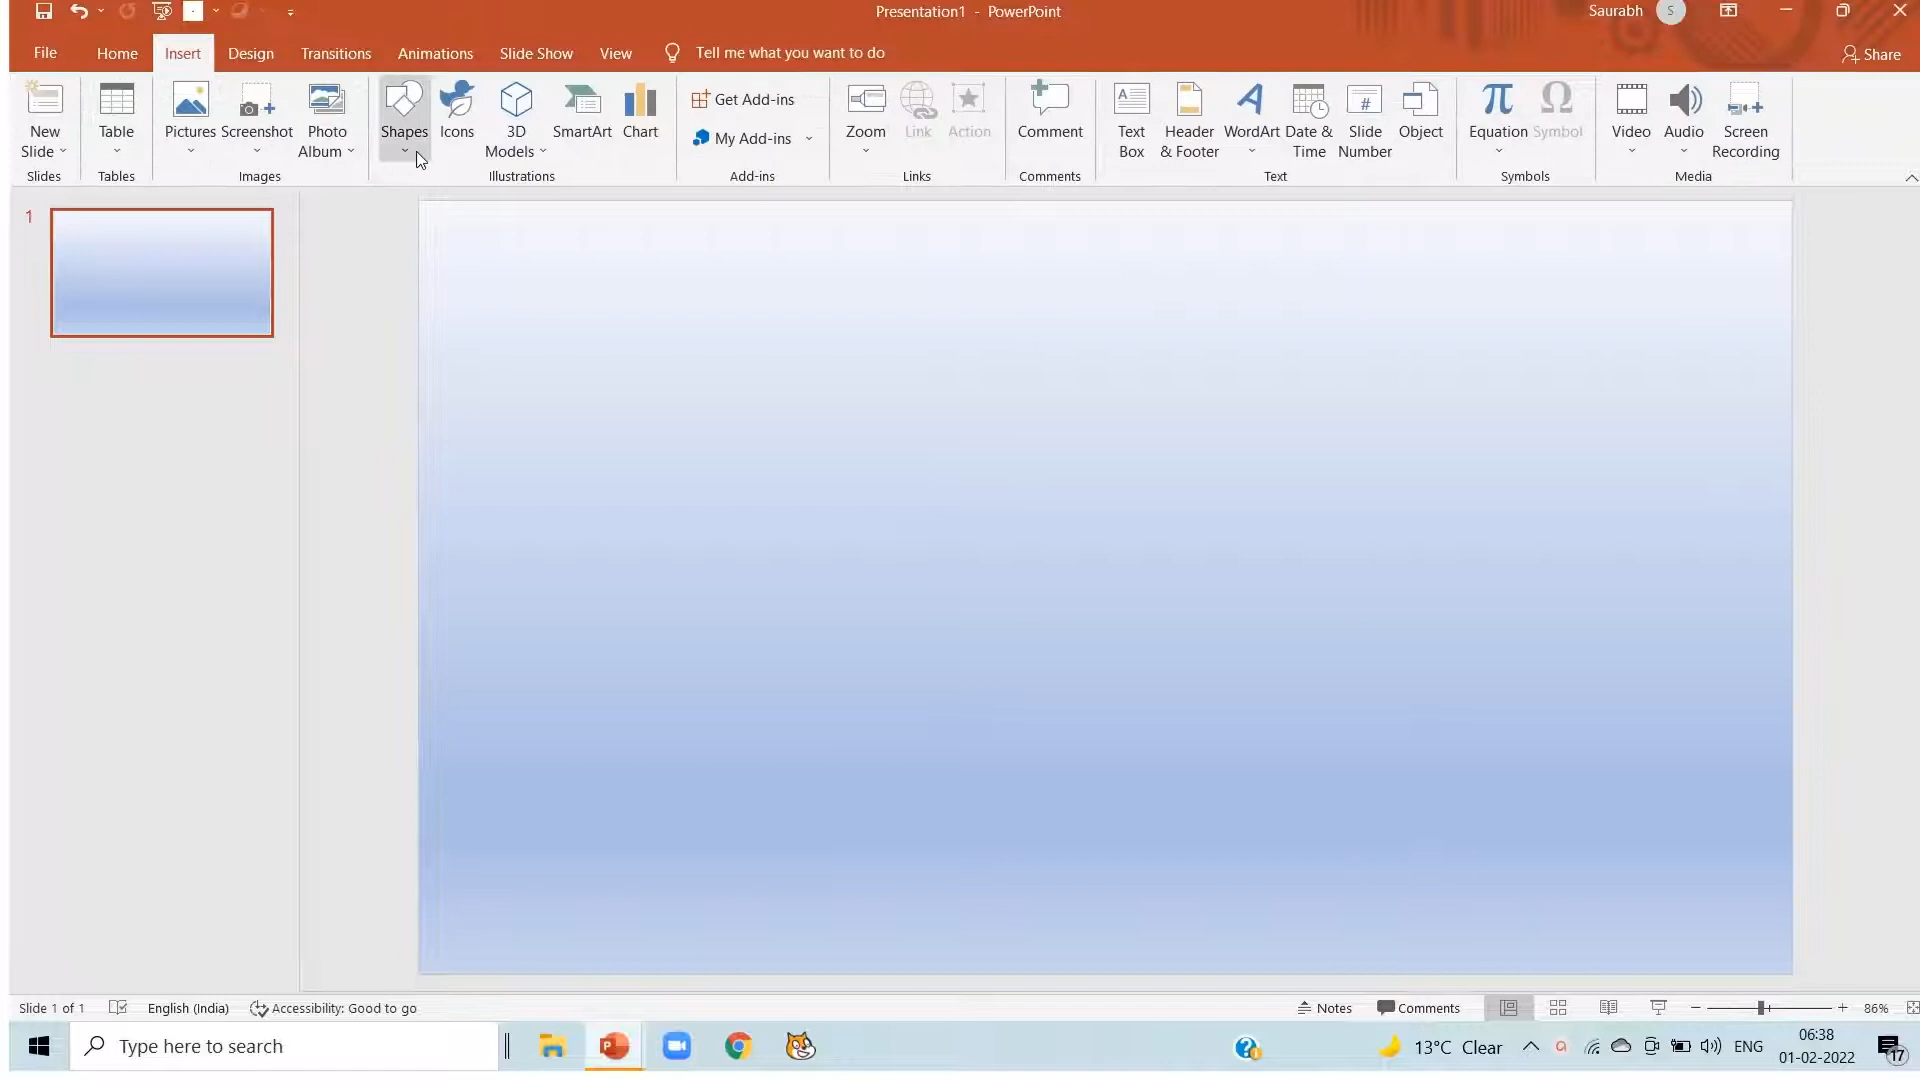 Presentation1 - PowerPoint
Saurabh
S
File
Home
Insert
Design
Transitions
Animations
Slide Show
View
Tell me what you want to do
Share
New Slide
Table
Pictures
Screenshot
Photo Album
Shapes
Icons
3D Models
SmartArt
Chart
Get Add-ins
My Add-ins
Zoom
Link
Action
Comment
Text Box
Header & Footer
WordArt
Date & Time
Slide Number
Object
Equation
Symbol
Video
Audio
Screen Recording
Slides
Tables
Images
Illustrations
Add-ins
Links
Comments
Text
Symbols
Media
1
Slide 1 of 1
English (India)
Accessibility: Good to go
Notes
Comments
86%
Type here to search
13°C Clear
ENG
06:38
01-02-2022
17